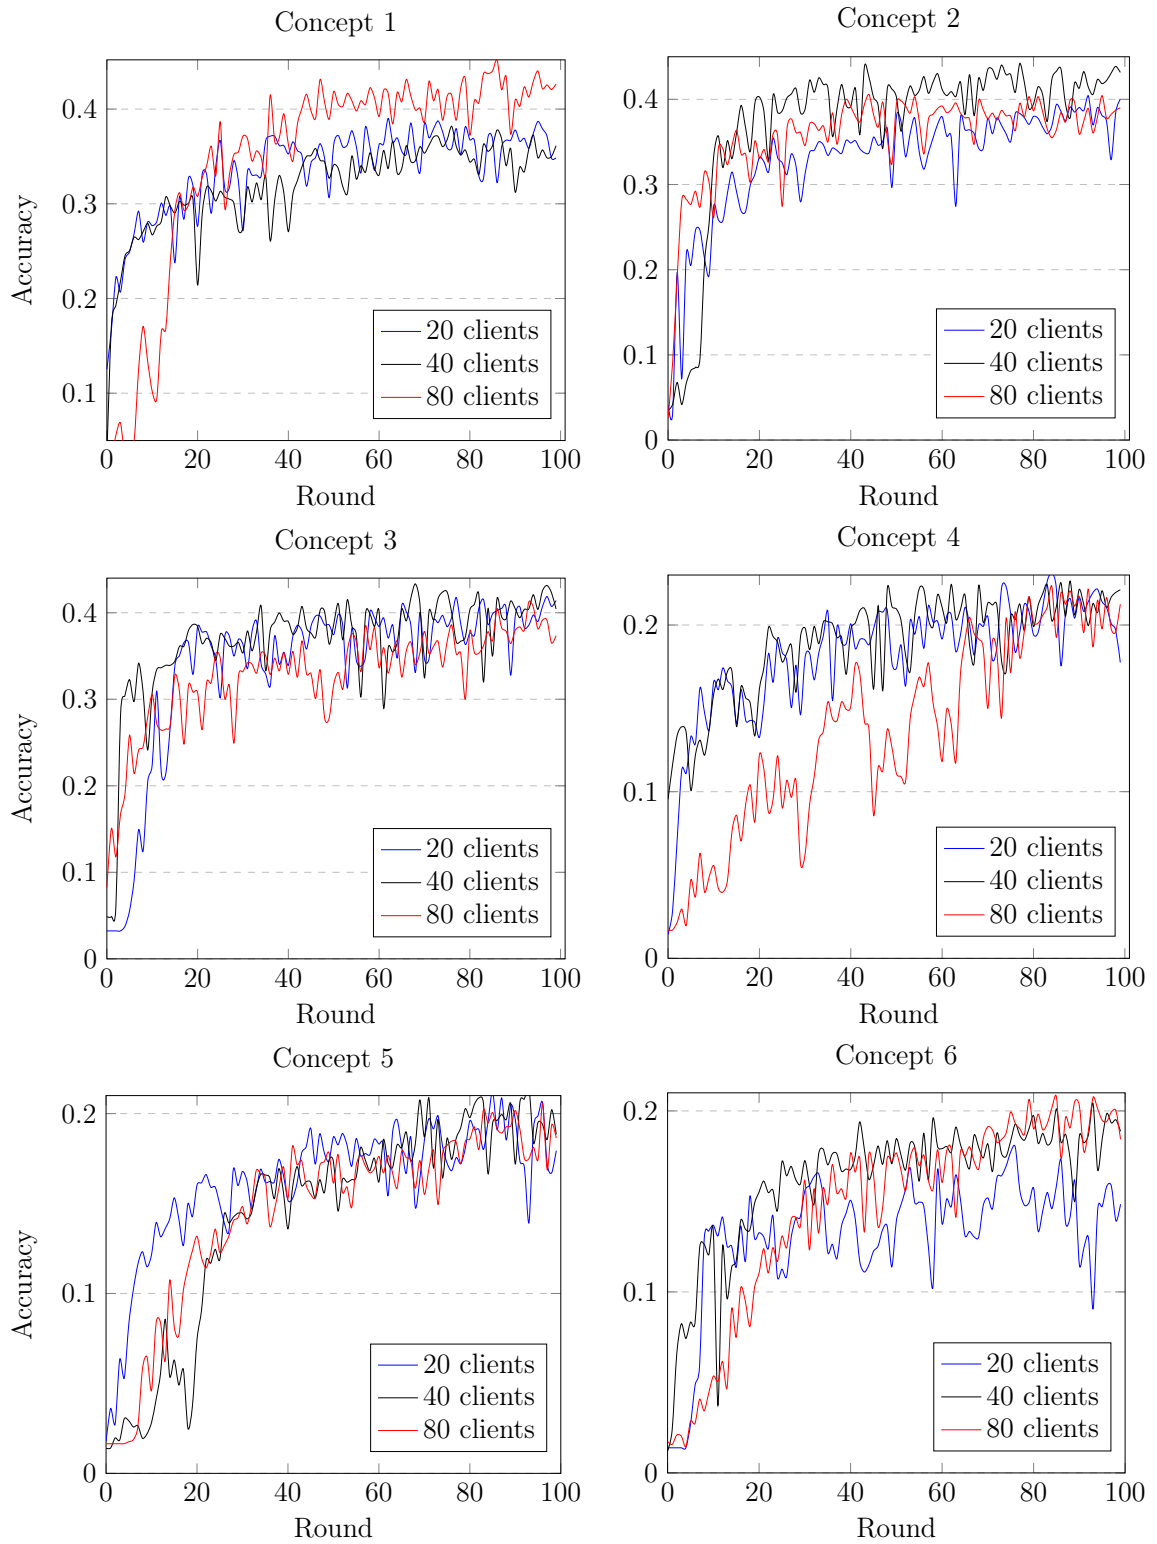 Concept 1
0.4
0.3
0.2
0.1
0 20 40 60 80 100
Accuracy
Round
20 clients
40 clients
80 clients
Concept 2
0.4
0.3
0.2
0.1
0
0 20 40 60 80 100
Round
20 clients
40 clients
80 clients
Concept 3
0.4
0.3
0.2
0.1
0
0 20 40 60 80 100
Accuracy
Round
20 clients
40 clients
80 clients
Concept 4
0.2
0.1
0
0 20 40 60 80 100
Round
20 clients
40 clients
80 clients
Concept 5
0.2
0.1
0
0 20 40 60 80 100
Accuracy
Round
20 clients
40 clients
80 clients
Concept 6
0.2
0.1
0
0 20 40 60 80 100
Round
20 clients
40 clients
80 clients